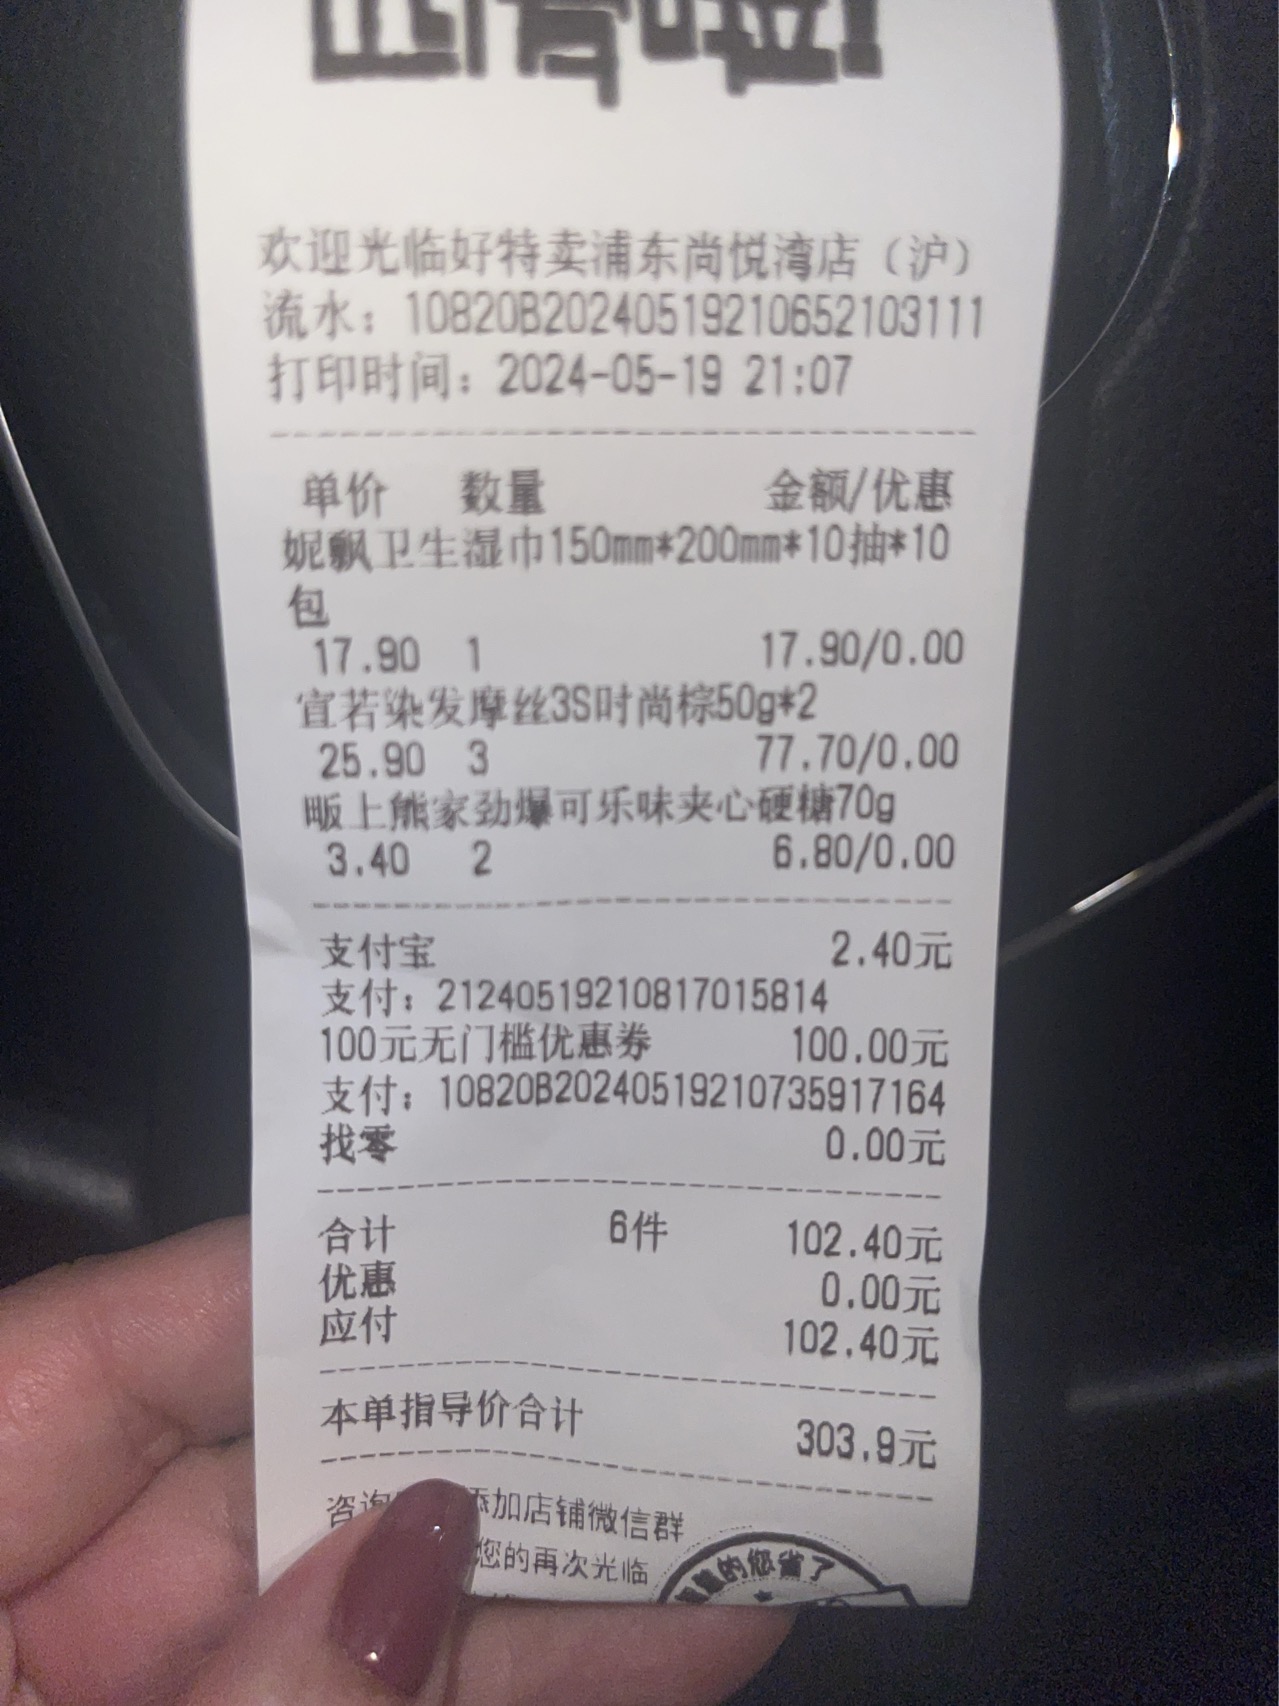 欢迎光临好特卖浦东尚悦湾店（沪）
流水：10820B20240519210652103111
打印时间：2024-05-19 21:07
单价 数量 金额/优惠
妮飘卫生湿巾150mm*200mm*10抽*10
包
17.90 1 17.90/0.00
宣若染发摩丝3S时尚棕50g*2
25.90 3 77.70/0.00
畈上熊家劲爆可乐味夹心硬糖70g
3.40 2 6.80/0.00
支付宝 2.40元
支付：21240519210817015814
100元无门槛优惠券 100.00元
支付：10820B20240519210735917164
找零 0.00元
合计 6件 102.40元
优惠 0.00元
应付 102.40元
本单指导价合计 303.9元
咨询 添加店铺微信群
您的再次光临
的您省了